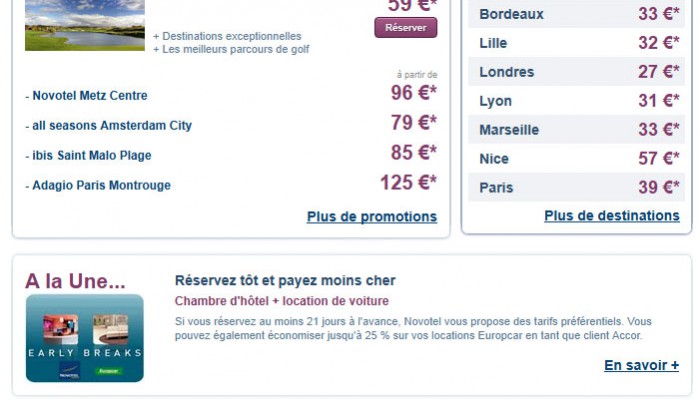 59 €*
Réserver
+ Destinations exceptionnelles
+ Les meilleurs parcours de golf
à partir de
- Novotel Metz Centre 96 €*
- all seasons Amsterdam City 79 €*
- ibis Saint Malo Plage 85 €*
- Adagio Paris Montrouge 125 €*
Plus de promotions
Bordeaux 33 €*
Lille 32 €*
Londres 27 €*
Lyon 31 €*
Marseille 33 €*
Nice 57 €*
Paris 39 €*
Plus de destinations
A la Une...
EARLY BREAKS
NOVOTEL
Europcar
Réservez tôt et payez moins cher
Chambre d'hôtel + location de voiture
Si vous réservez au moins 21 jours à l'avance, Novotel vous propose des tarifs préférentiels. Vous
pouvez également économiser jusqu'à 25 % sur vos locations Europcar en tant que client Accor.
En savoir +